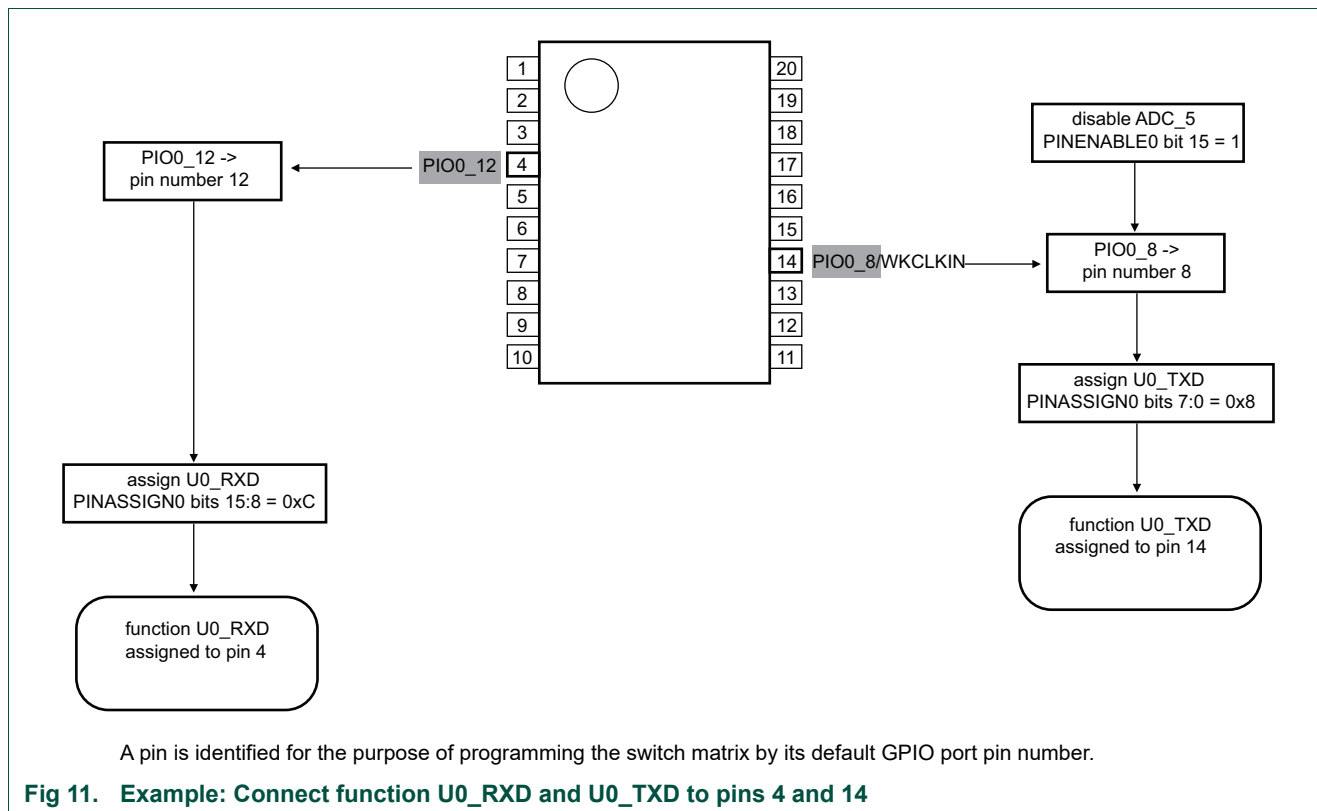 1
2
3
4
5
6
7
8
9
10
20
19
18
17
16
15
14
13
12
11
PIO0_12
PIO0_12 ->
pin number 12
assign U0_RXD
PINASSIGN0 bits 15:8 = 0xC
function U0_RXD
assigned to pin 4
PIO0_8/WKCLKIN
disable ADC_5
PINENABLE0 bit 15 = 1
PIO0_8 ->
pin number 8
assign U0_TXD
PINASSIGN0 bits 7:0 = 0x8
function U0_TXD
assigned to pin 14
A pin is identified for the purpose of programming the switch matrix by its default GPIO port pin number.
Fig 11. Example: Connect function U0_RXD and U0_TXD to pins 4 and 14